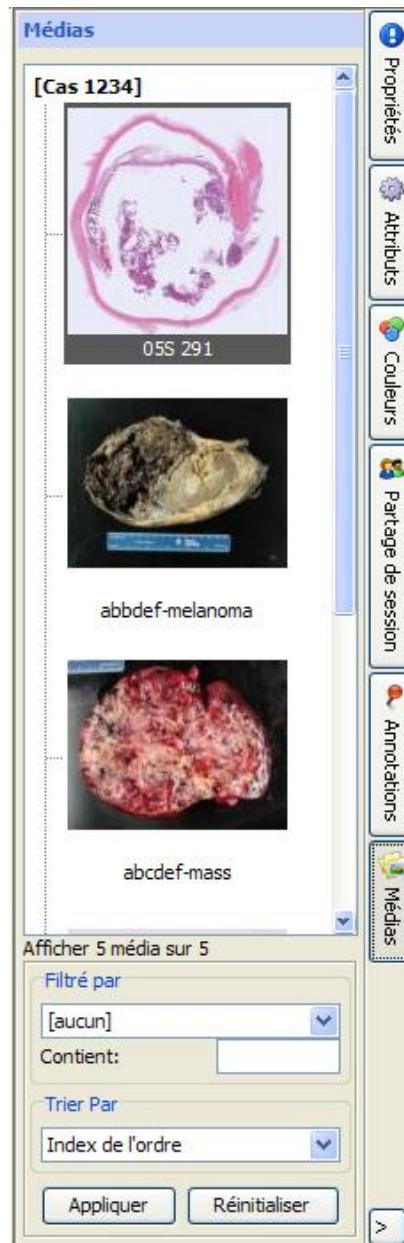 Médias
[Cas 1234]
05S 291
abbdef-melanoma
abcdef-mass
Afficher 5 média sur 5
Filtré par
[aucun]
Contient:
Trier Par
Index de l'ordre
Appliquer
Réinitialiser
Propriétés
Attributs
Couleurs
Partage de session
Annotations
Médias
>